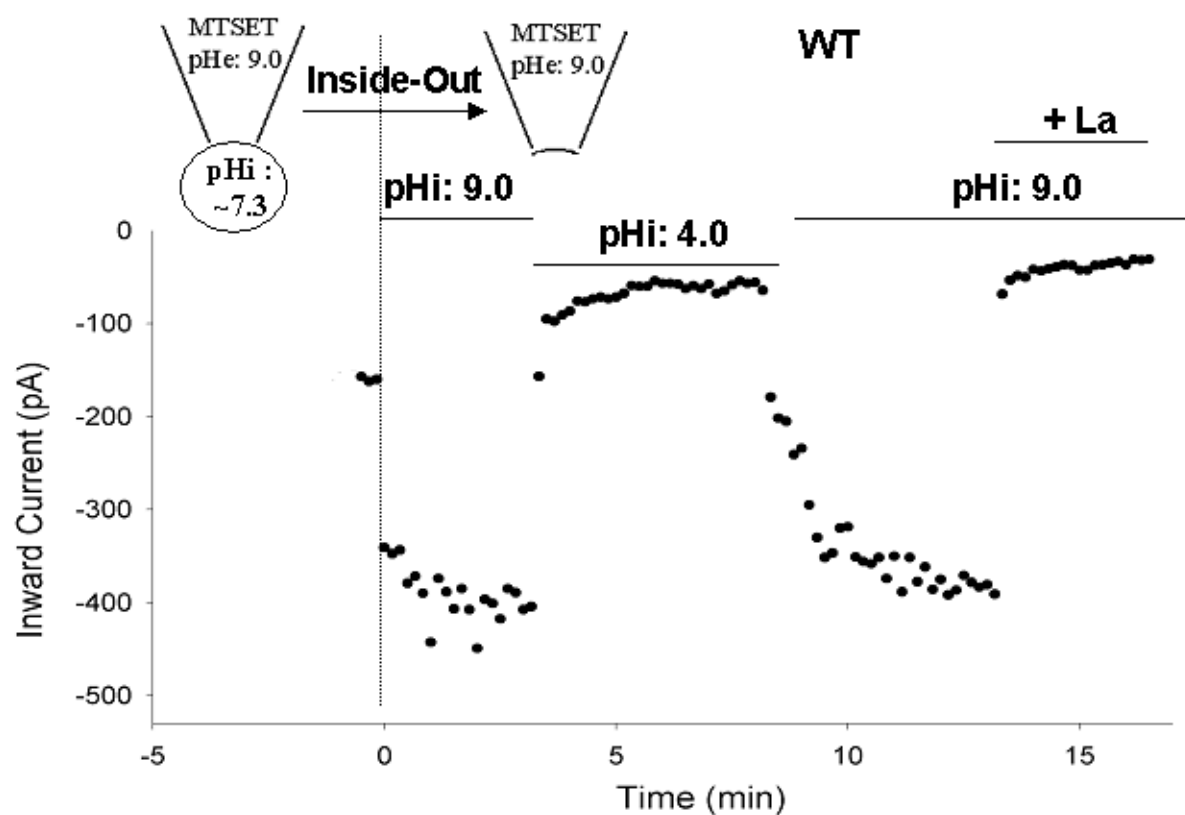 MTSET
pHe: 9.0
MTSET
pHe: 9.0
WT
Inside-Out
+ La
pHi :
~7.3
pHi: 9.0
pHi: 9.0
pHi: 4.0
0
-100
-200
-300
-400
-500
Inward Current (pA)
-5
0
5
10
15
Time (min)